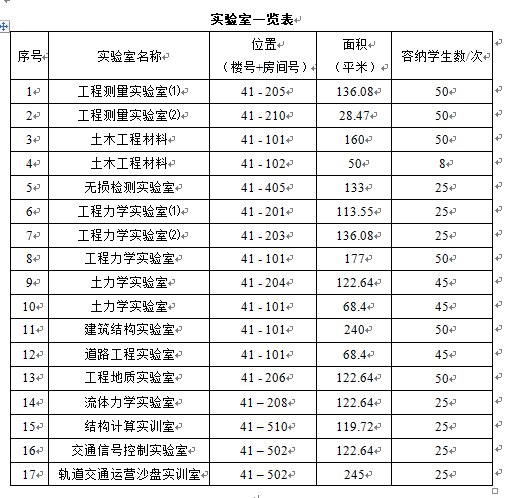 实验室一览表
序号 实验室名称 位置（楼号+房间号） 面积（平米） 容纳学生数/次
1 工程测量实验室⑴ 41 - 205 136.08 50
2 工程测量实验室⑵ 41 - 210 28.47 50
3 土木工程材料 41 - 101 160 50
4 土木工程材料 41 - 102 50 8
5 无损检测实验室 41 - 405 133 25
6 工程力学实验室⑴ 41 - 201 113.55 25
7 工程力学实验室⑵ 41 - 203 136.08 25
8 工程力学实验室 41 - 101 177 50
9 土力学实验室 41 - 204 122.64 45
10 土力学实验室 41 - 101 68.4 45
11 建筑结构实验室 41 - 101 240 50
12 道路工程实验室 41 - 101 68.4 45
13 工程地质实验室 41 - 206 122.64 50
14 流体力学实验室 41 – 208 122.64 25
15 结构计算实训室 41 – 510 119.72 25
16 交通信号控制实验室 41 – 502 122.64 25
17 轨道交通运营沙盘实训室 41 – 502 245 25